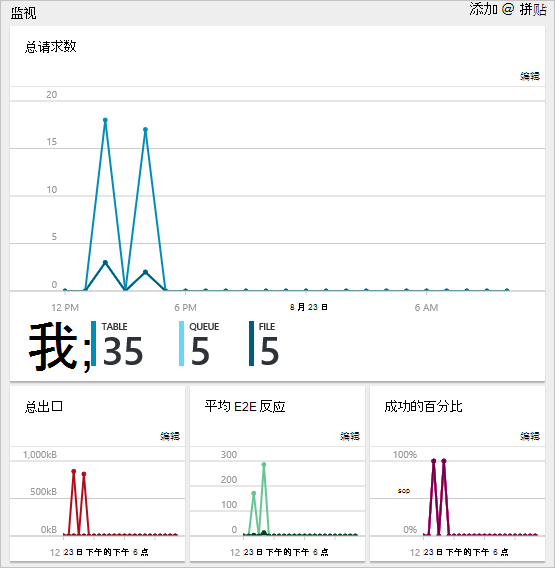 监视
添加 @ 拼贴
总请求数
编辑
20
15
10
5
0
12 PM
6 PM
8 月 23 日
6 AM
我;
TABLE
35
QUEUE
5
FILE
5
总出口
编辑
1,000kB
500kB
0kB
12 23 日 下午的下午 6 点
平均 E2E 反应
编辑
300
200
100
0
12 23 日 下午的下午 6 点
成功的百分比
编辑
100%
sop
0%
12 23 日 下午的下午 6 点